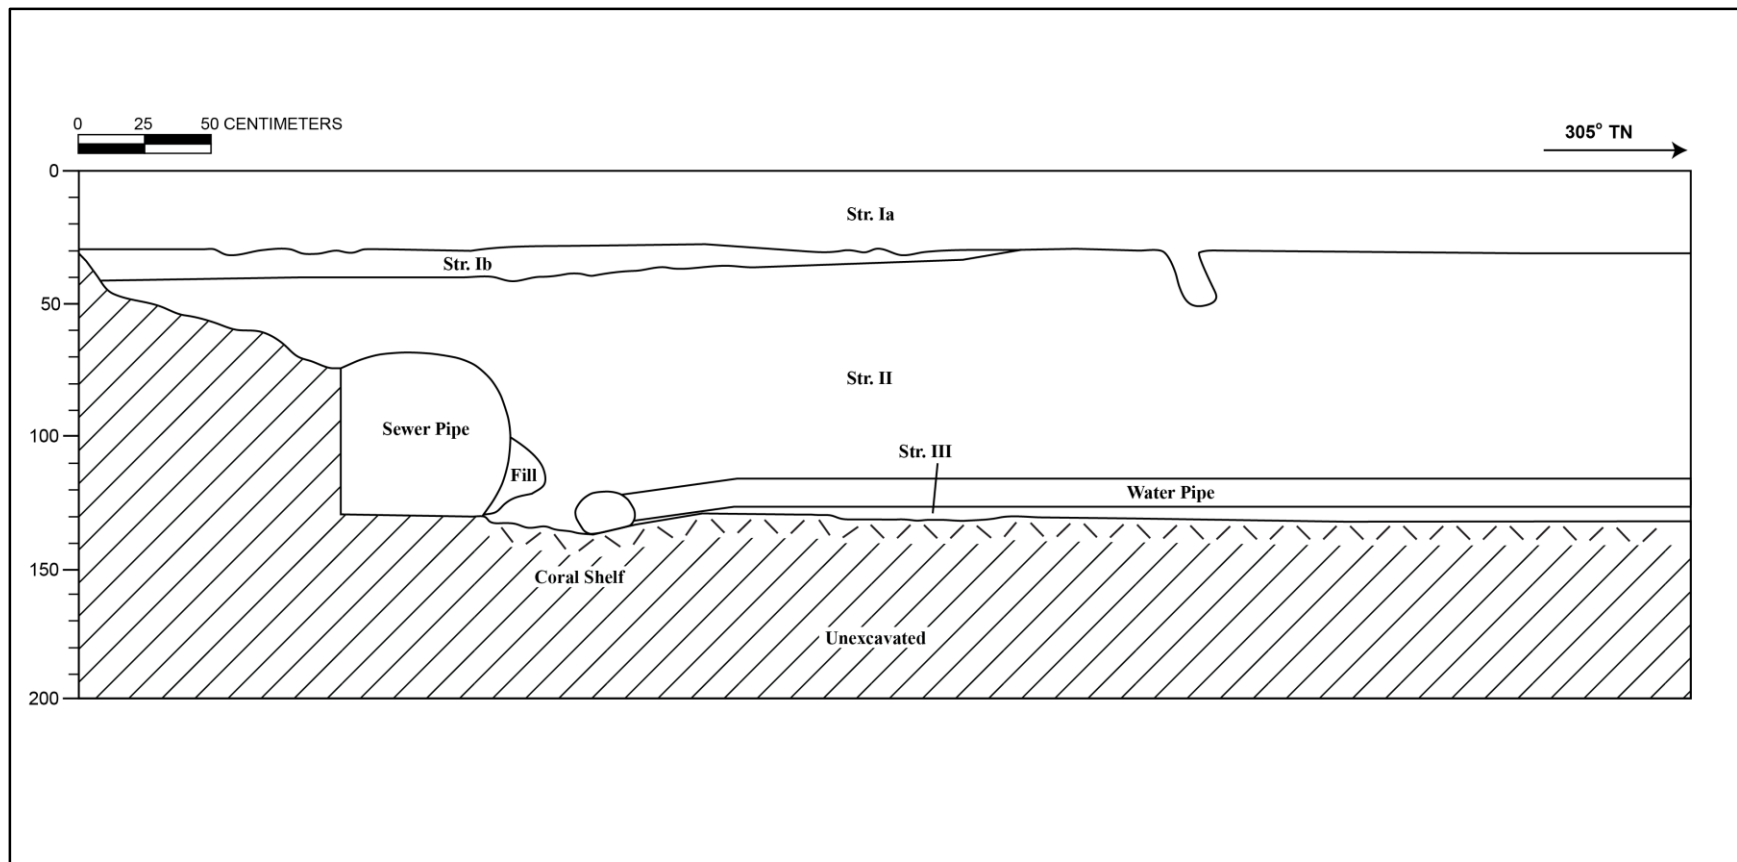 0 25 50 CENTIMETERS
305° TN
0
Str. Ia
Str. Ib
50
Str. II
Sewer Pipe
100
Str. III
Fill
Water Pipe
150
Coral Shelf
Unexcavated
200